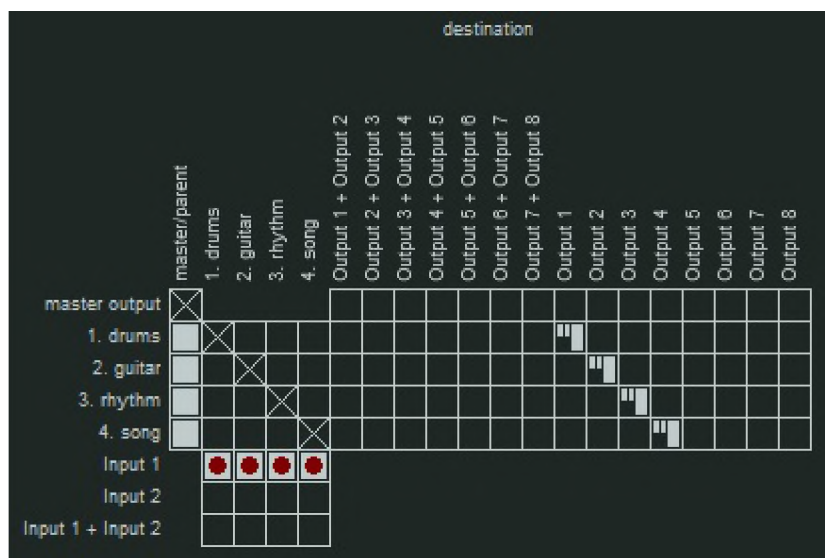 destination
master/parent
1. drums
2. guitar
3. rhythm
4. song
Output 1 + Output 2
Output 2 + Output 3
Output 3 + Output 4
Output 4 + Output 5
Output 5 + Output 6
Output 6 + Output 7
Output 7 + Output 8
Output 1
Output 2
Output 3
Output 4
Output 5
Output 6
Output 7
Output 8
master output
1. drums
2. guitar
3. rhythm
4. song
Input 1
Input 2
Input 1 + Input 2